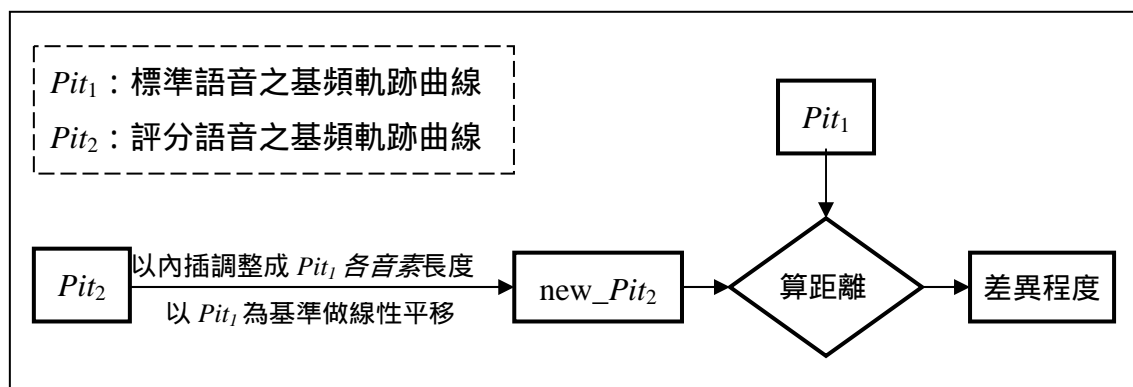 Pit1：標準語音之基頻軌跡曲線
Pit2：評分語音之基頻軌跡曲線
Pit1
Pit2
以內插調整成 Pit1 各音素長度
以 Pit1 為基準做線性平移
new_Pit2
算距離
差異程度